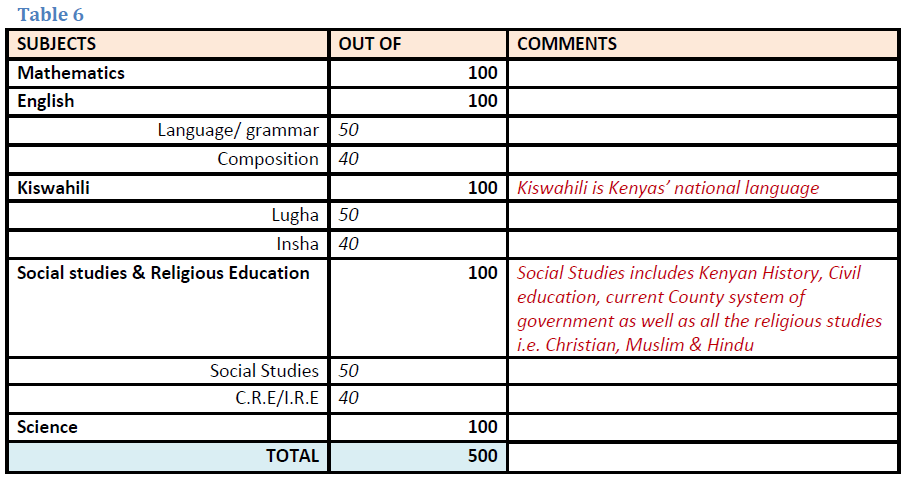 Table 6
SUBJECTS OUT OF COMMENTS
Mathematics 100
English 100
Language/ grammar 50
Composition 40
Kiswahili 100 Kiswahili is Kenyas’ national language
Lugha 50
Insha 40
Social studies & Religious Education 100 Social Studies includes Kenyan History, Civil
education, current County system of
government as well as all the religious studies
i.e. Christian, Muslim & Hindu
Social Studies 50
C.R.E/I.R.E 40
Science 100
TOTAL 500